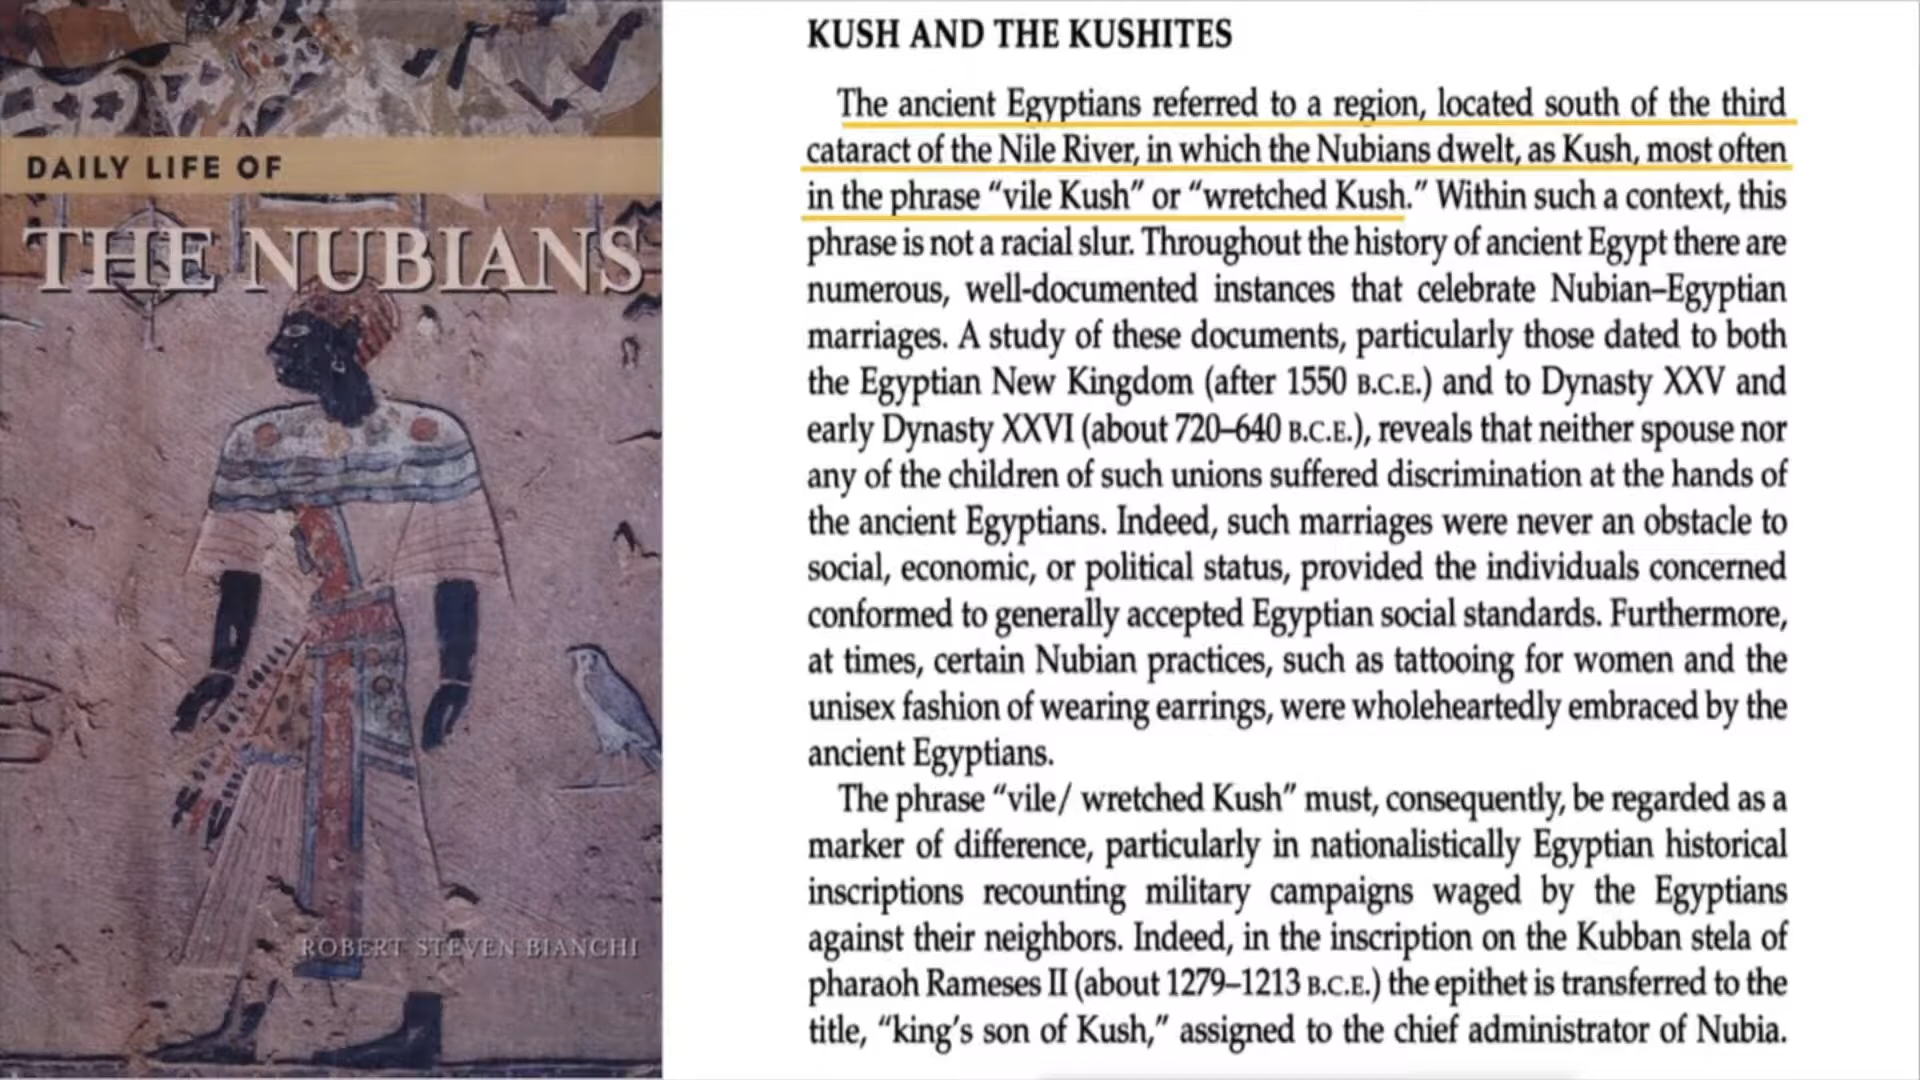 DAILY LIFE OF
THE NUBIANS
ROBERT STEVEN BIANCHI
KUSH AND THE KUSHITES
The ancient Egyptians referred to a region, located south of the third
cataract of the Nile River, in which the Nubians dwelt, as Kush, most often
in the phrase “vile Kush” or “wretched Kush.” Within such a context, this
phrase is not a racial slur. Throughout the history of ancient Egypt there are
numerous, well-documented instances that celebrate Nubian–Egyptian
marriages. A study of these documents, particularly those dated to both
the Egyptian New Kingdom (after 1550 B.C.E.) and to Dynasty XXV and
early Dynasty XXVI (about 720–640 B.C.E.), reveals that neither spouse nor
any of the children of such unions suffered discrimination at the hands of
the ancient Egyptians. Indeed, such marriages were never an obstacle to
social, economic, or political status, provided the individuals concerned
conformed to generally accepted Egyptian social standards. Furthermore,
at times, certain Nubian practices, such as tattooing for women and the
unisex fashion of wearing earrings, were wholeheartedly embraced by the
ancient Egyptians.
The phrase “vile/ wretched Kush” must, consequently, be regarded as a
marker of difference, particularly in nationalistically Egyptian historical
inscriptions recounting military campaigns waged by the Egyptians
against their neighbors. Indeed, in the inscription on the Kubban stela of
pharaoh Rameses II (about 1279–1213 B.C.E.) the epithet is transferred to the
title, “king’s son of Kush,” assigned to the chief administrator of Nubia.